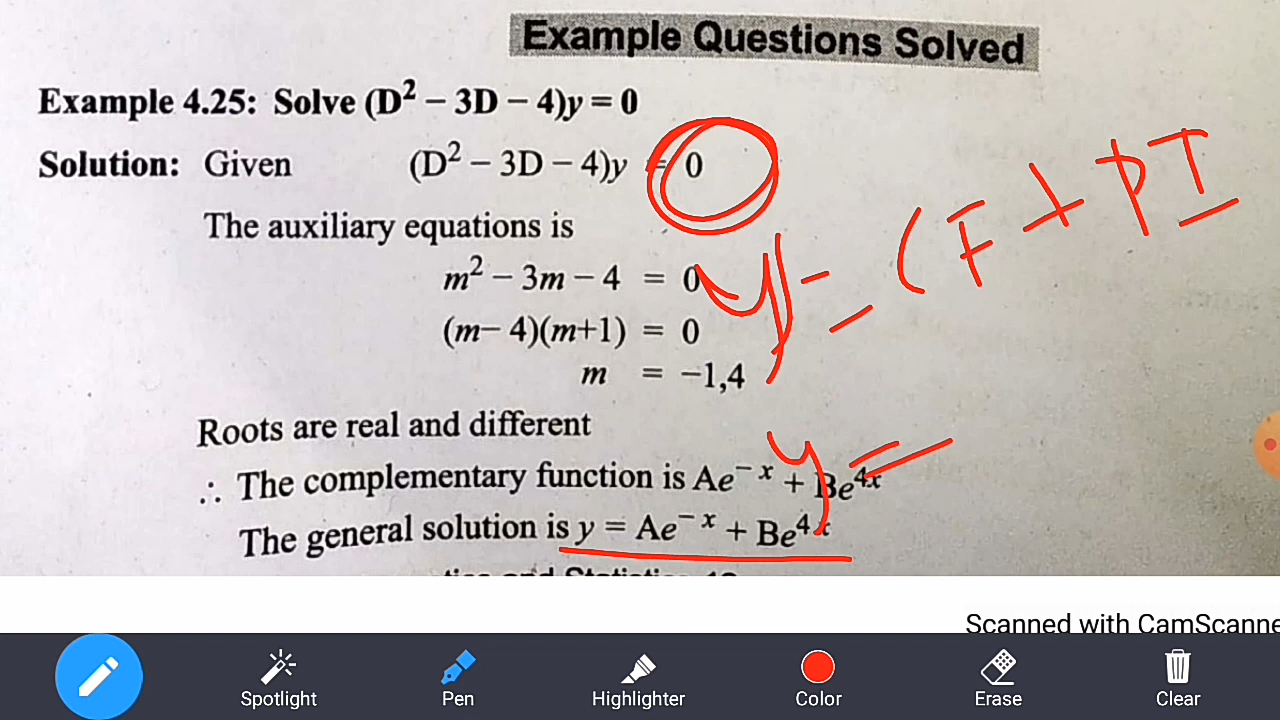 Example Questions Solved
Example 4.25: Solve (D² – 3D – 4)y = 0
Solution: Given (D² – 3D – 4)y = 0
The auxiliary equations is
m² – 3m – 4 = 0
(m– 4)(m+1) = 0
m = –1,4
y = CF + PI
Roots are real and different
y =
∴ The complementary function is Ae⁻ˣ + Be⁴ˣ
The general solution is y = Ae⁻ˣ + Be⁴ˣ
Scanned with CamScanne
Spotlight Pen Highlighter Color Erase Clear